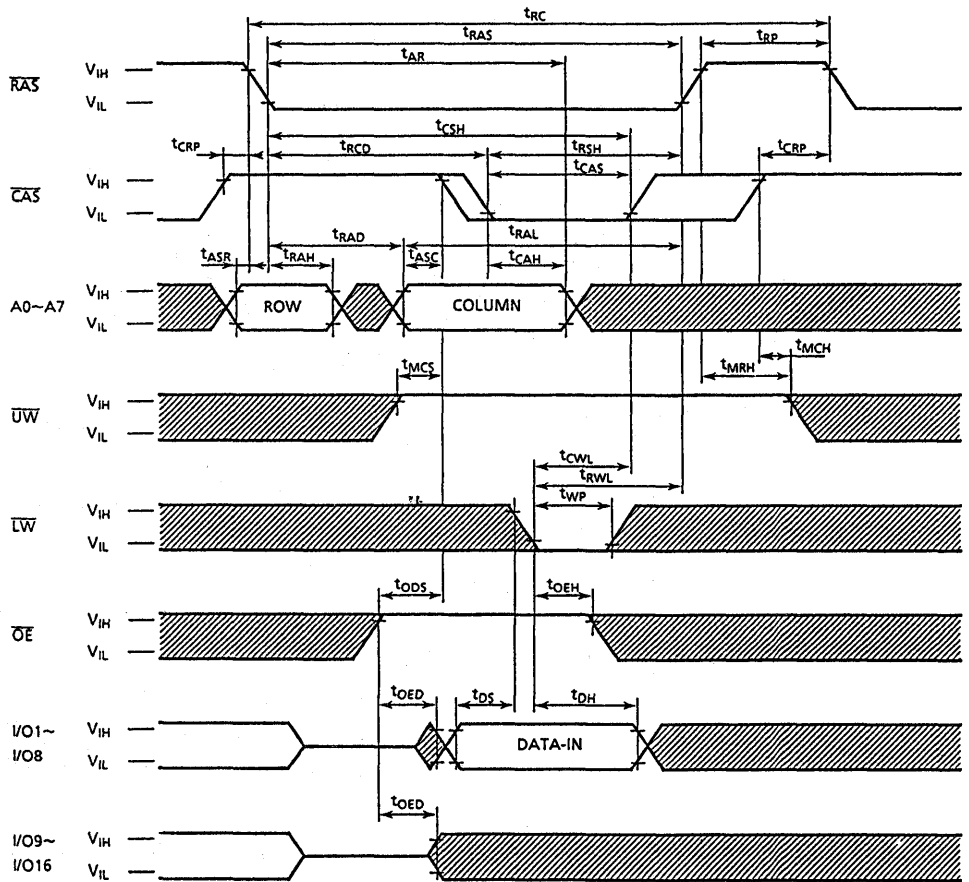 tRC
tRAS
tRP
tAR
RAS
VIH
VIL
tCSH
tCRP
tRCD
tRSH
tCRP
tCAS
CAS
VIH
VIL
tRAD
tRAL
tASR
tRAH
tASC
tCAH
A0~A7
VIH
VIL
ROW
COLUMN
tMCH
tMCS
tMRH
UW
VIH
VIL
tCWL
tRWL
tWP
LW
VIH
VIL
tODS
tOEH
OE
VIH
VIL
tOED
tDS
tDH
I/O1~
I/O8
VIH
VIL
DATA-IN
tOED
I/O9~
I/O16
VIH
VIL